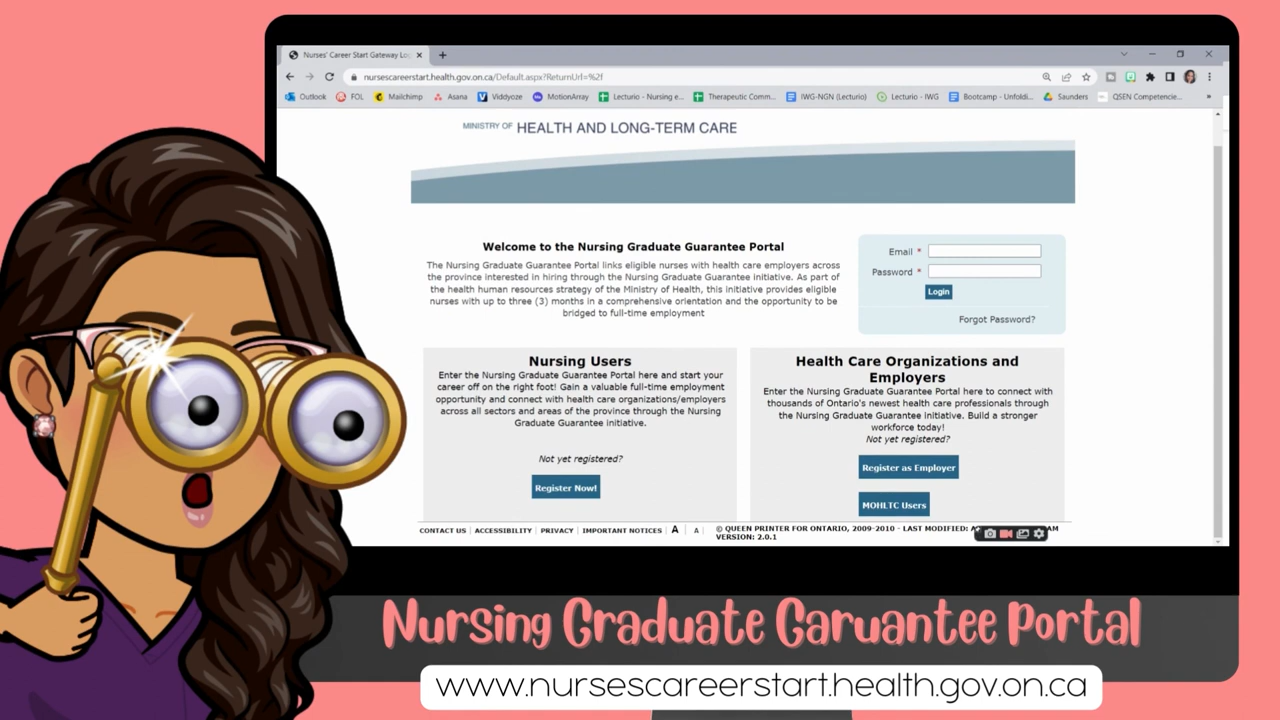 Nurses' Career Start Gateway Lo
nursescareerstart.health.gov.on.ca/Default.aspx?ReturnUrl=%2f
Outlook FOL Mailchimp Asana Viddyoze MotionArray Lecturio - Nursing e... Therapeutic Comm... IWG-NGN (Lecturio) Lecturio - IWG Bootcamp - Unfoldi... Saunders QSEN Competencie... »
MINISTRY OF HEALTH AND LONG-TERM CARE
Welcome to the Nursing Graduate Guarantee Portal
The Nursing Graduate Guarantee Portal links eligible nurses with health care employers across
the province interested in hiring through the Nursing Graduate Guarantee initiative. As part of
the health human resources strategy of the Ministry of Health, this initiative provides eligible
nurses with up to three (3) months in a comprehensive orientation and the opportunity to be
bridged to full-time employment
Email *
Password *
Login
Forgot Password?
Nursing Users
Enter the Nursing Graduate Guarantee Portal here and start your
career off on the right foot! Gain a valuable full-time employment
opportunity and connect with health care organizations/employers
across all sectors and areas of the province through the Nursing
Graduate Guarantee initiative.
Not yet registered?
Register Now!
Health Care Organizations and
Employers
Enter the Nursing Graduate Guarantee Portal here to connect with
thousands of Ontario's newest health care professionals through
the Nursing Graduate Guarantee initiative. Build a stronger
workforce today!
Not yet registered?
Register as Employer
MOHLTC Users
CONTACT US | ACCESSIBILITY | PRIVACY | IMPORTANT NOTICES | A | A |
© QUEEN PRINTER FOR ONTARIO, 2009-2010 - LAST MODIFIED: AM
VERSION: 2.0.1
Nursing Graduate Garuantee Portal
www.nursescareerstart.health.gov.on.ca